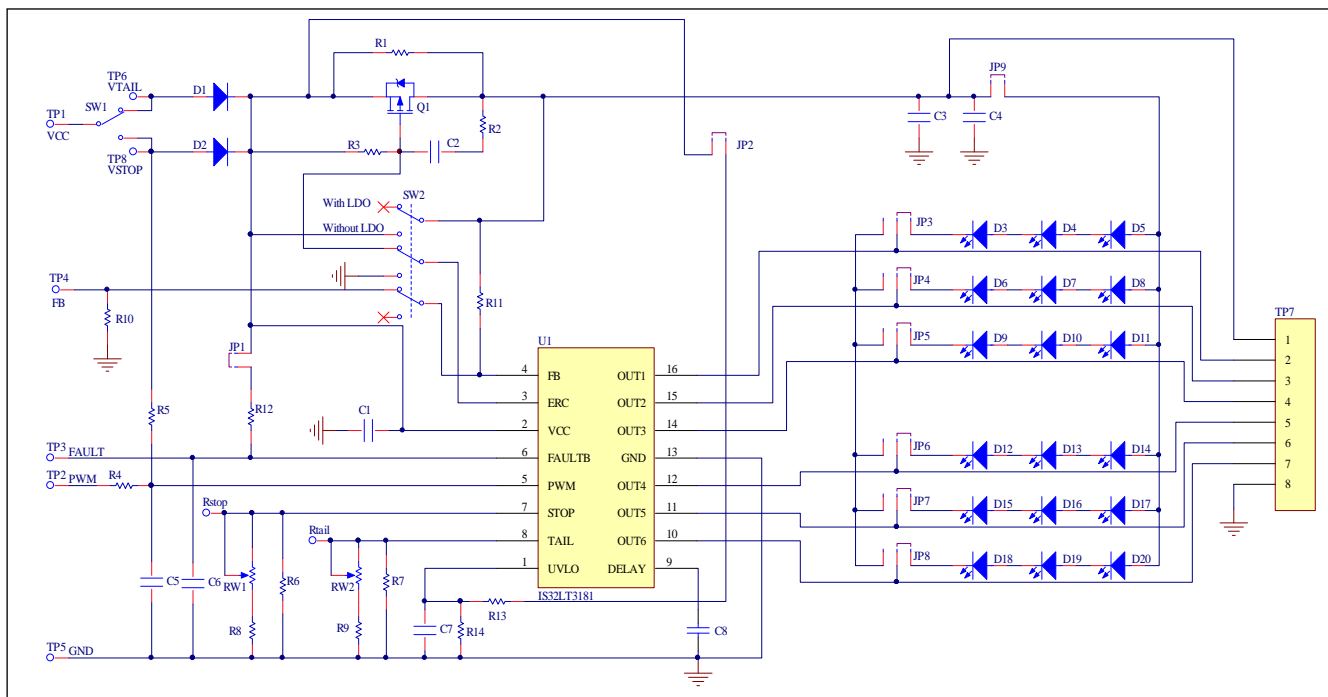 R1
JP9
TP6
VTAIL
D1
SW1
TP1
VCC
Q1
C3
C4
R2
D2
R3
C2
JP2
TP8
VSTOP
With LDO
SW2
Without LDO
JP3
D3
D4
D5
TP4
FB
JP4
D6
D7
D8
R11
R10
TP7
JP5
D9
D10
D11
JP1
U1
1
2
3
4
5
6
7
8
4 FB OUT1 16
3 ERC OUT2 15
2 VCC OUT3 14
6 FAULTB GND 13
5 PWM OUT4 12
7 STOP OUT5 11
8 TAIL OUT6 10
1 UVLO DELAY 9
IS32LT3181
R5
R12
C1
TP3 FAULT
TP2 PWM
R4
JP6
D12
D13
D14
Rstop
JP7
D15
D16
D17
Rtail
JP8
D18
D19
D20
C5
C6
RW1
R6
RW2
R7
R13
R8
R9
C7
R14
C8
TP5 GND